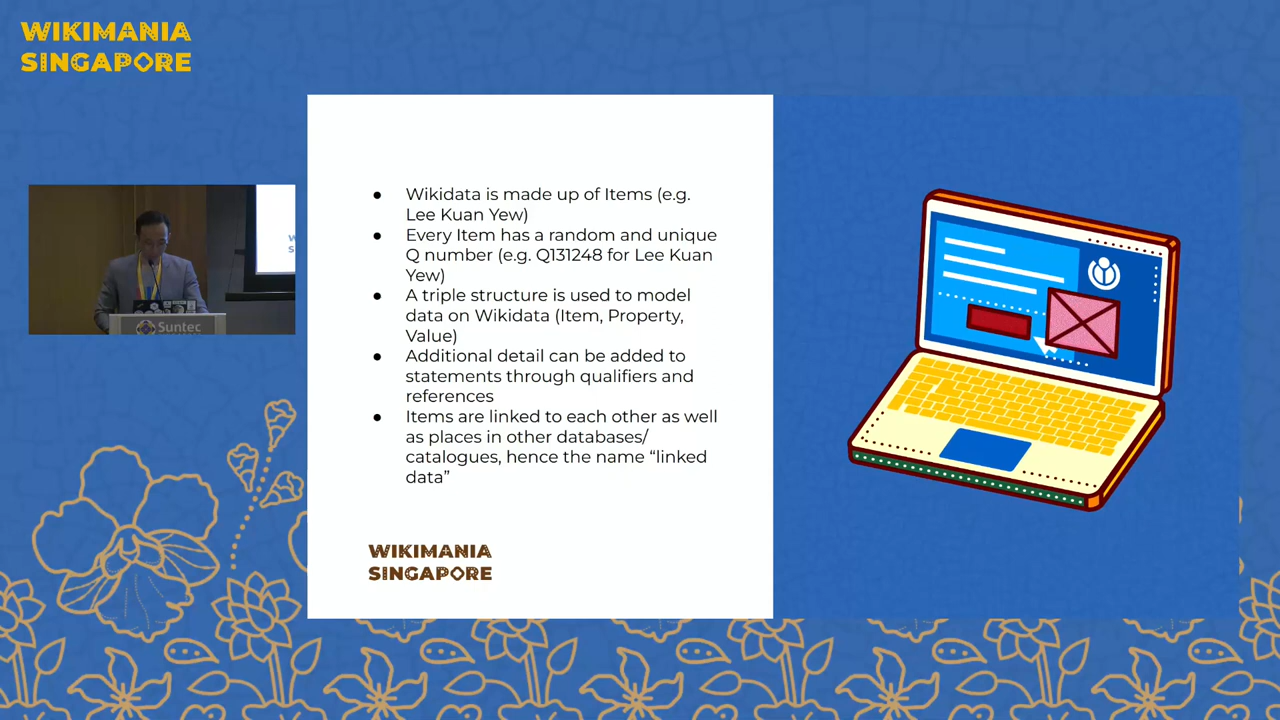 WIKIMANIA
SINGAPORE
● Wikidata is made up of Items (e.g.
Lee Kuan Yew)
● Every Item has a random and unique
Q number (e.g. Q131248 for Lee Kuan
Yew)
● A triple structure is used to model
data on Wikidata (Item, Property,
Value)
● Additional detail can be added to
statements through qualifiers and
references
● Items are linked to each other as well
as places in other databases/
catalogues, hence the name “linked
data”
WIKIMANIA
SINGAPORE
Suntec